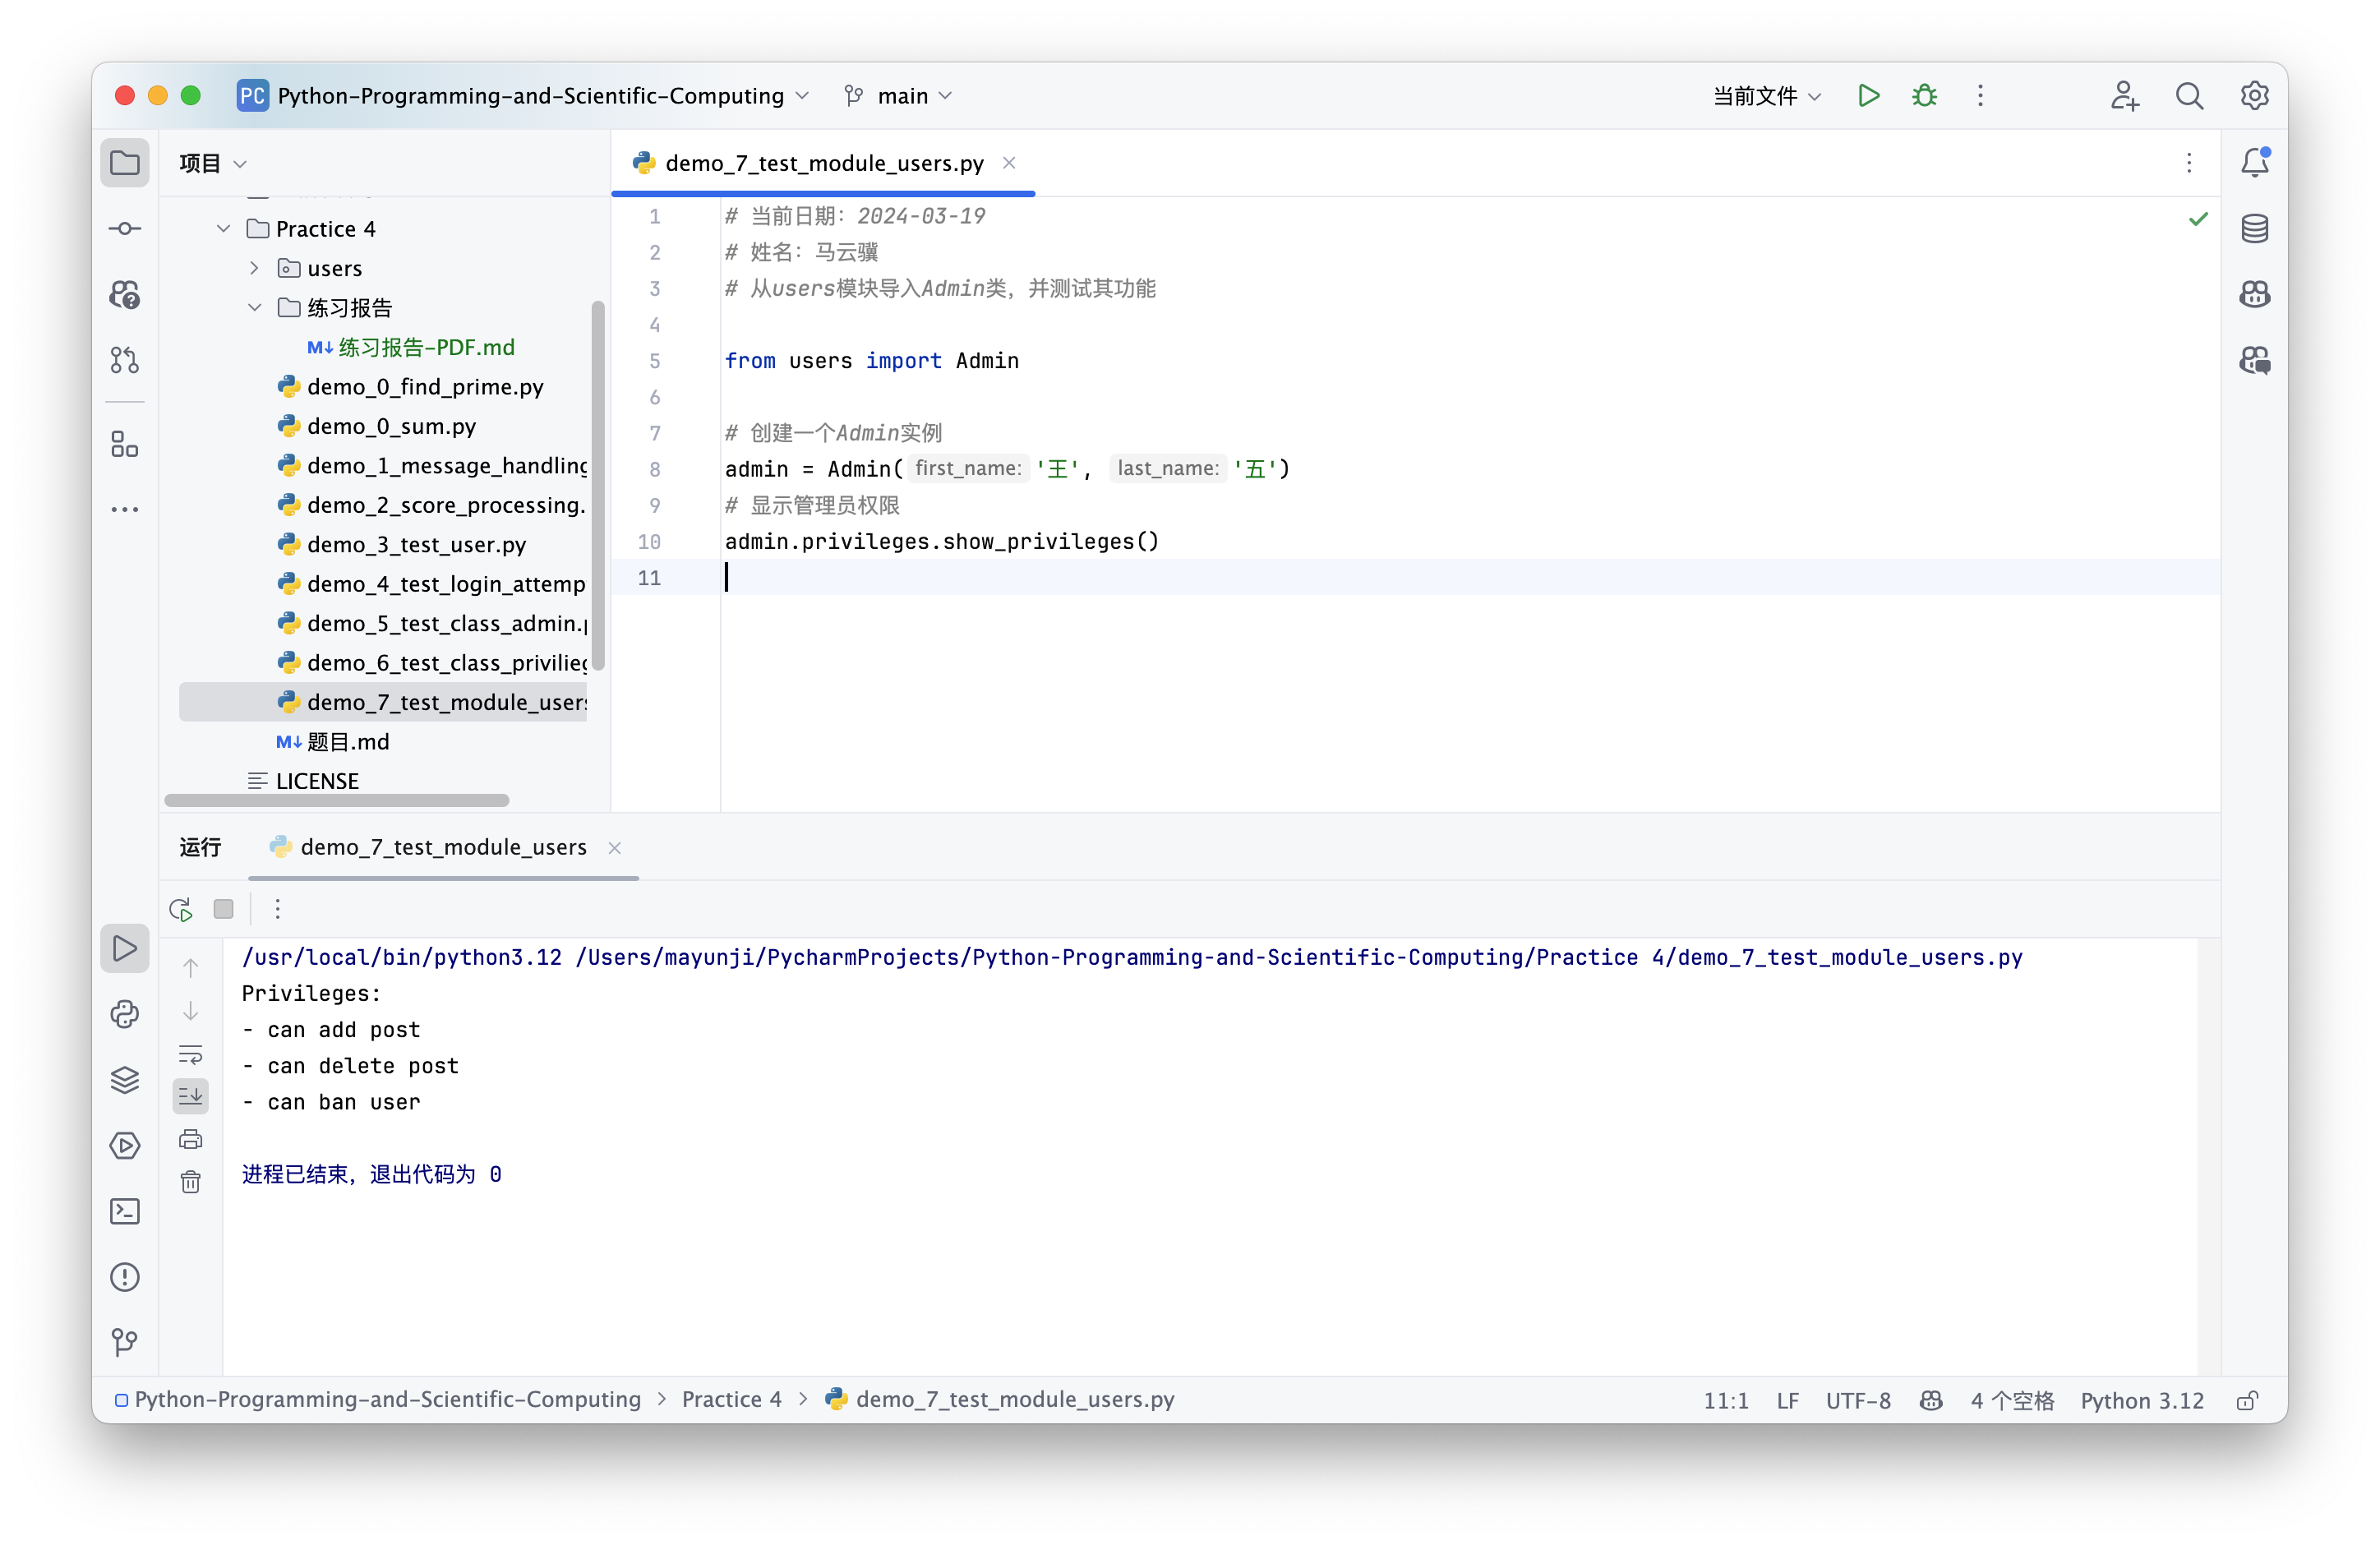 PC Python-Programming-and-Scientific-Computing main 当前文件
项目
Practice 4
users
练习报告
M↓ 练习报告-PDF.md
demo_0_find_prime.py
demo_0_sum.py
demo_1_message_handling
demo_2_score_processing.
demo_3_test_user.py
demo_4_test_login_attemp
demo_5_test_class_admin.p
demo_6_test_class_privilieg
demo_7_test_module_users
M↓ 题目.md
LICENSE
demo_7_test_module_users.py
1 # 当前日期：2024-03-19
2 # 姓名：马云骥
3 # 从users模块导入Admin类，并测试其功能
4
5 from users import Admin
6
7 # 创建一个Admin实例
8 admin = Admin( first_name: '王', last_name: '五')
9 # 显示管理员权限
10 admin.privileges.show_privileges()
11
运行 demo_7_test_module_users
/usr/local/bin/python3.12 /Users/mayunji/PycharmProjects/Python-Programming-and-Scientific-Computing/Practice 4/demo_7_test_module_users.py
Privileges:
- can add post
- can delete post
- can ban user
进程已结束，退出代码为 0
Python-Programming-and-Scientific-Computing > Practice 4 > demo_7_test_module_users.py 11:1 LF UTF-8 4 个空格 Python 3.12